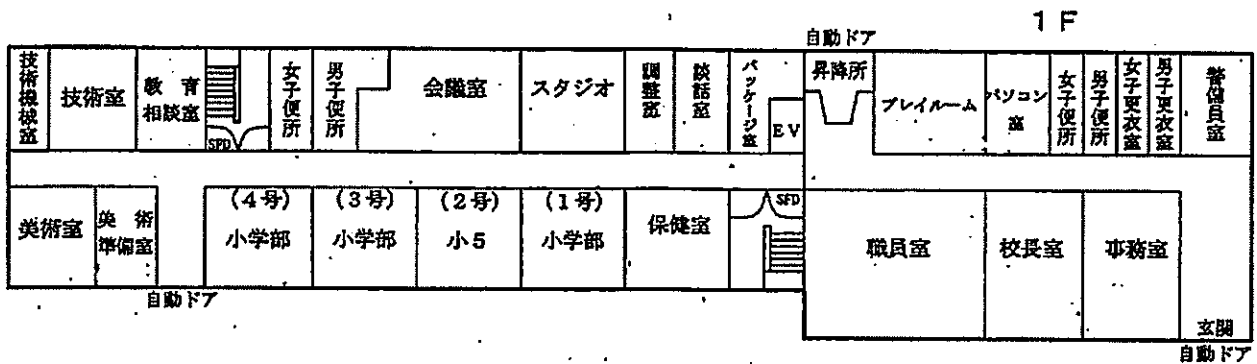 1F
自動ドア
技術機械室
技術室
教育
相談室
SFD
女子便所
男子便所
会議室
スタジオ
調整室
談話室
パッケージ室
EV
昇降所
プレイルーム
パソコン
室
女子便所
男子便所
女子更衣室
男子更衣室
警備員室
美術室
美術
準備室
自動ドア
(4号)
小学部
(3号)
小学部
(2号)
小5
(1号)
小学部
保健室
SFD
職員室
校長室
事務室
玄関
自動ドア